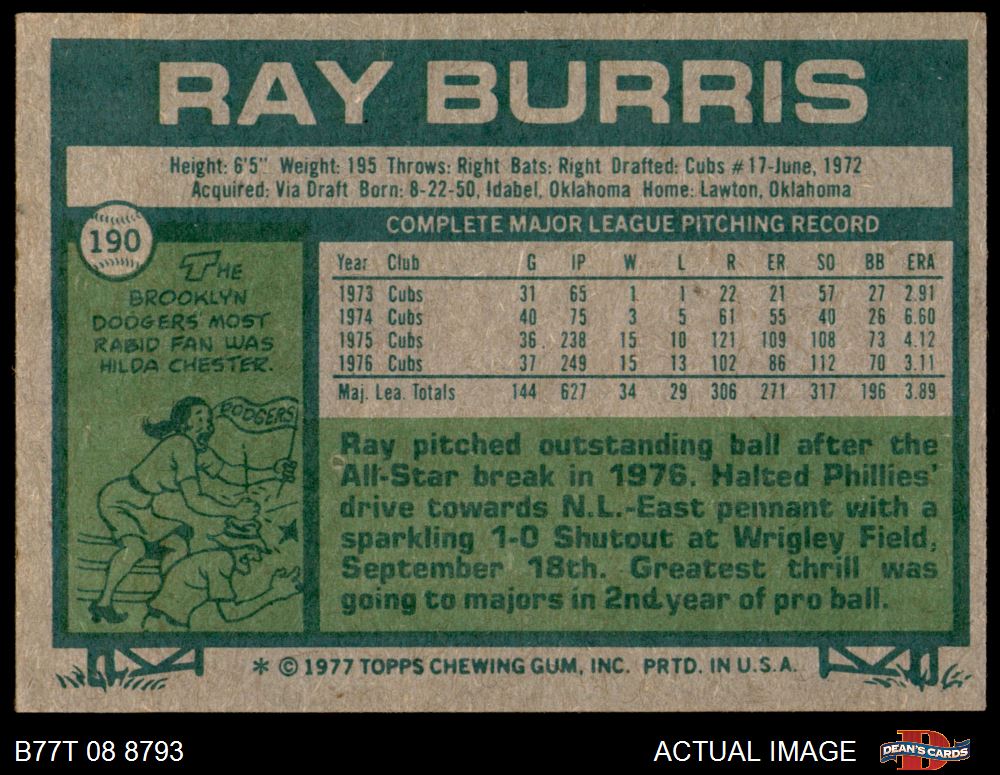 RAY BURRIS
Height: 6'5" Weight: 195 Throws: Right Bats: Right Drafted: Cubs #17-June, 1972
Acquired: Via Draft Born: 8-22-50, Idabel, Oklahoma Home: Lawton, Oklahoma
190
THE
BROOKLYN
DODGERS' MOST
RABID FAN WAS
HILDA CHESTER.
DODGERS
COMPLETE MAJOR LEAGUE PITCHING RECORD
Year Club G IP W L R ER SO BB ERA
1973 Cubs 31 65 1 1 22 21 57 27 2.91
1974 Cubs 40 75 3 5 61 55 40 26 6.60
1975 Cubs 36 238 15 10 121 109 108 73 4.12
1976 Cubs 37 249 15 13 102 86 112 70 3.11
Maj. Lea. Totals 144 627 34 29 306 271 317 196 3.89
Ray pitched outstanding ball after the
All-Star break in 1976. Halted Phillies'
drive towards N.L.-East pennant with a
sparkling 1-0 Shutout at Wrigley Field,
September 18th. Greatest thrill was
going to majors in 2nd year of pro ball.
* © 1977 TOPPS CHEWING GUM, INC. PRTD. IN U.S.A.
B77T 08 8793
ACTUAL IMAGE
D
DEAN'S CARDS